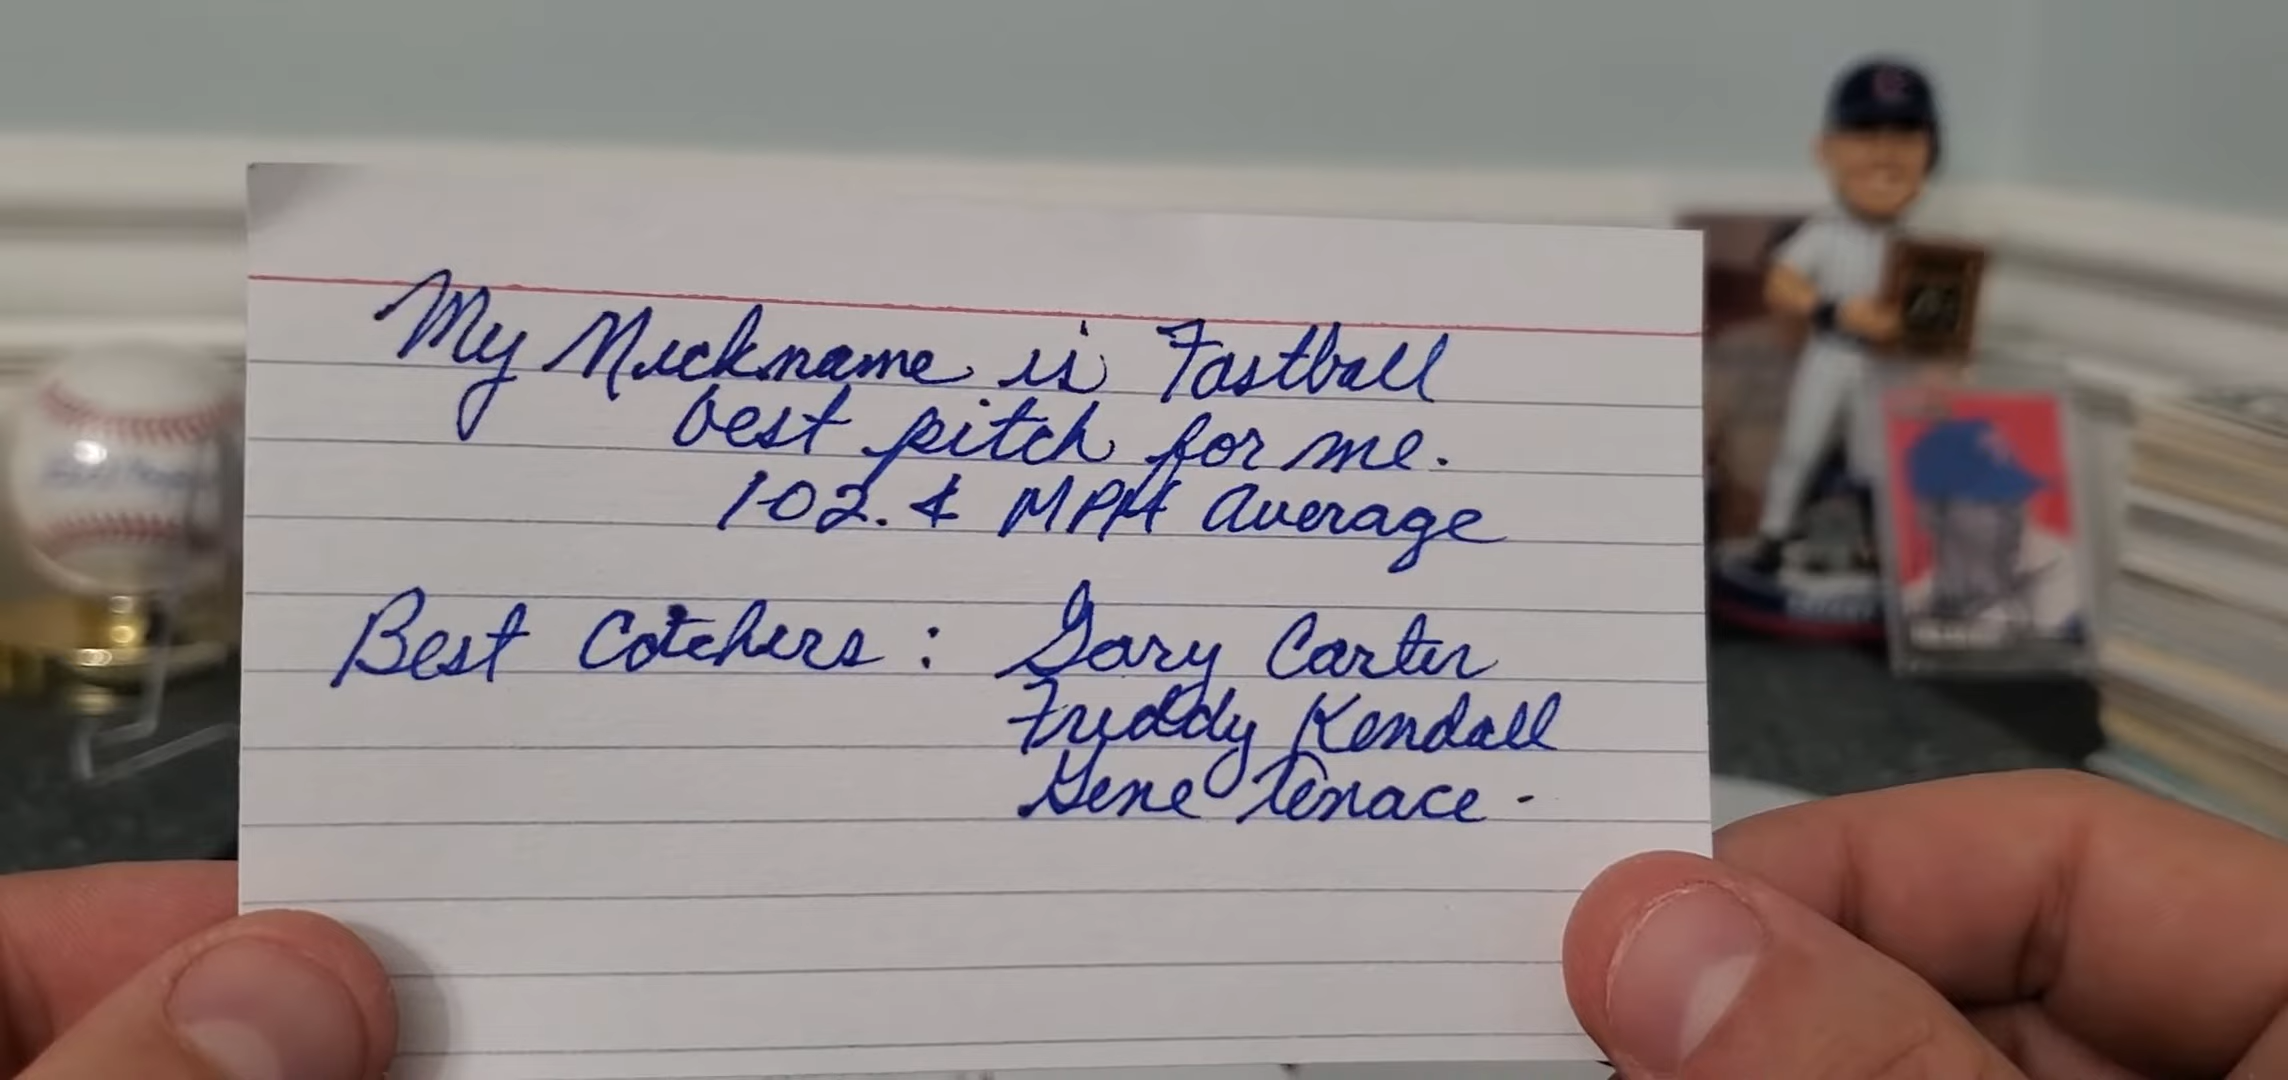 My Nickname is Fastball
best pitch for me.
102. & MPH Average
Best Catchers : Gary Carter
Freddy Kendall
Gene Tenace -